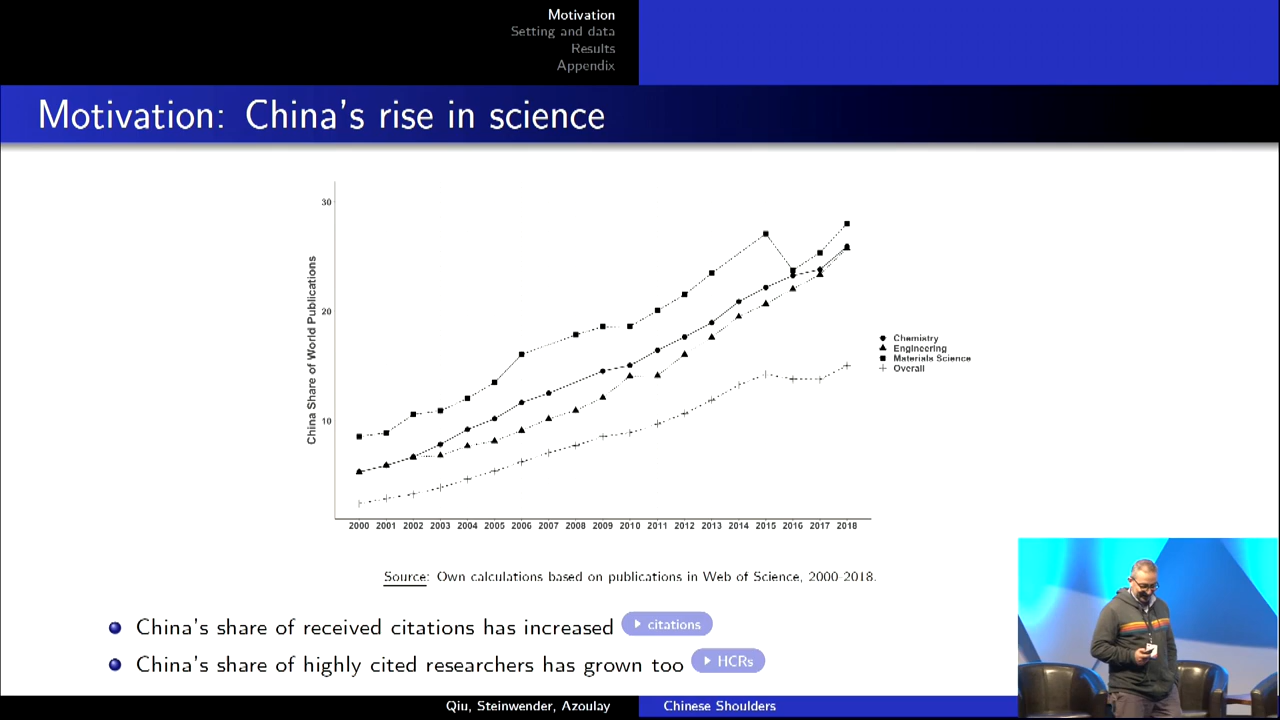 Motivation
Setting and data
Results
Appendix
Motivation: China's rise in science
30
20
10
China Share of World Publications
2000 2001 2002 2003 2004 2005 2006 2007 2008 2009 2010 2011 2012 2013 2014 2015 2016 2017 2018
Chemistry
Engineering
Materials Science
Overall
Source: Own calculations based on publications in Web of Science, 2000-2018.
China's share of received citations has increased citations
China's share of highly cited researchers has grown too HCRs
Qiu, Steinwender, Azoulay Chinese Shoulders